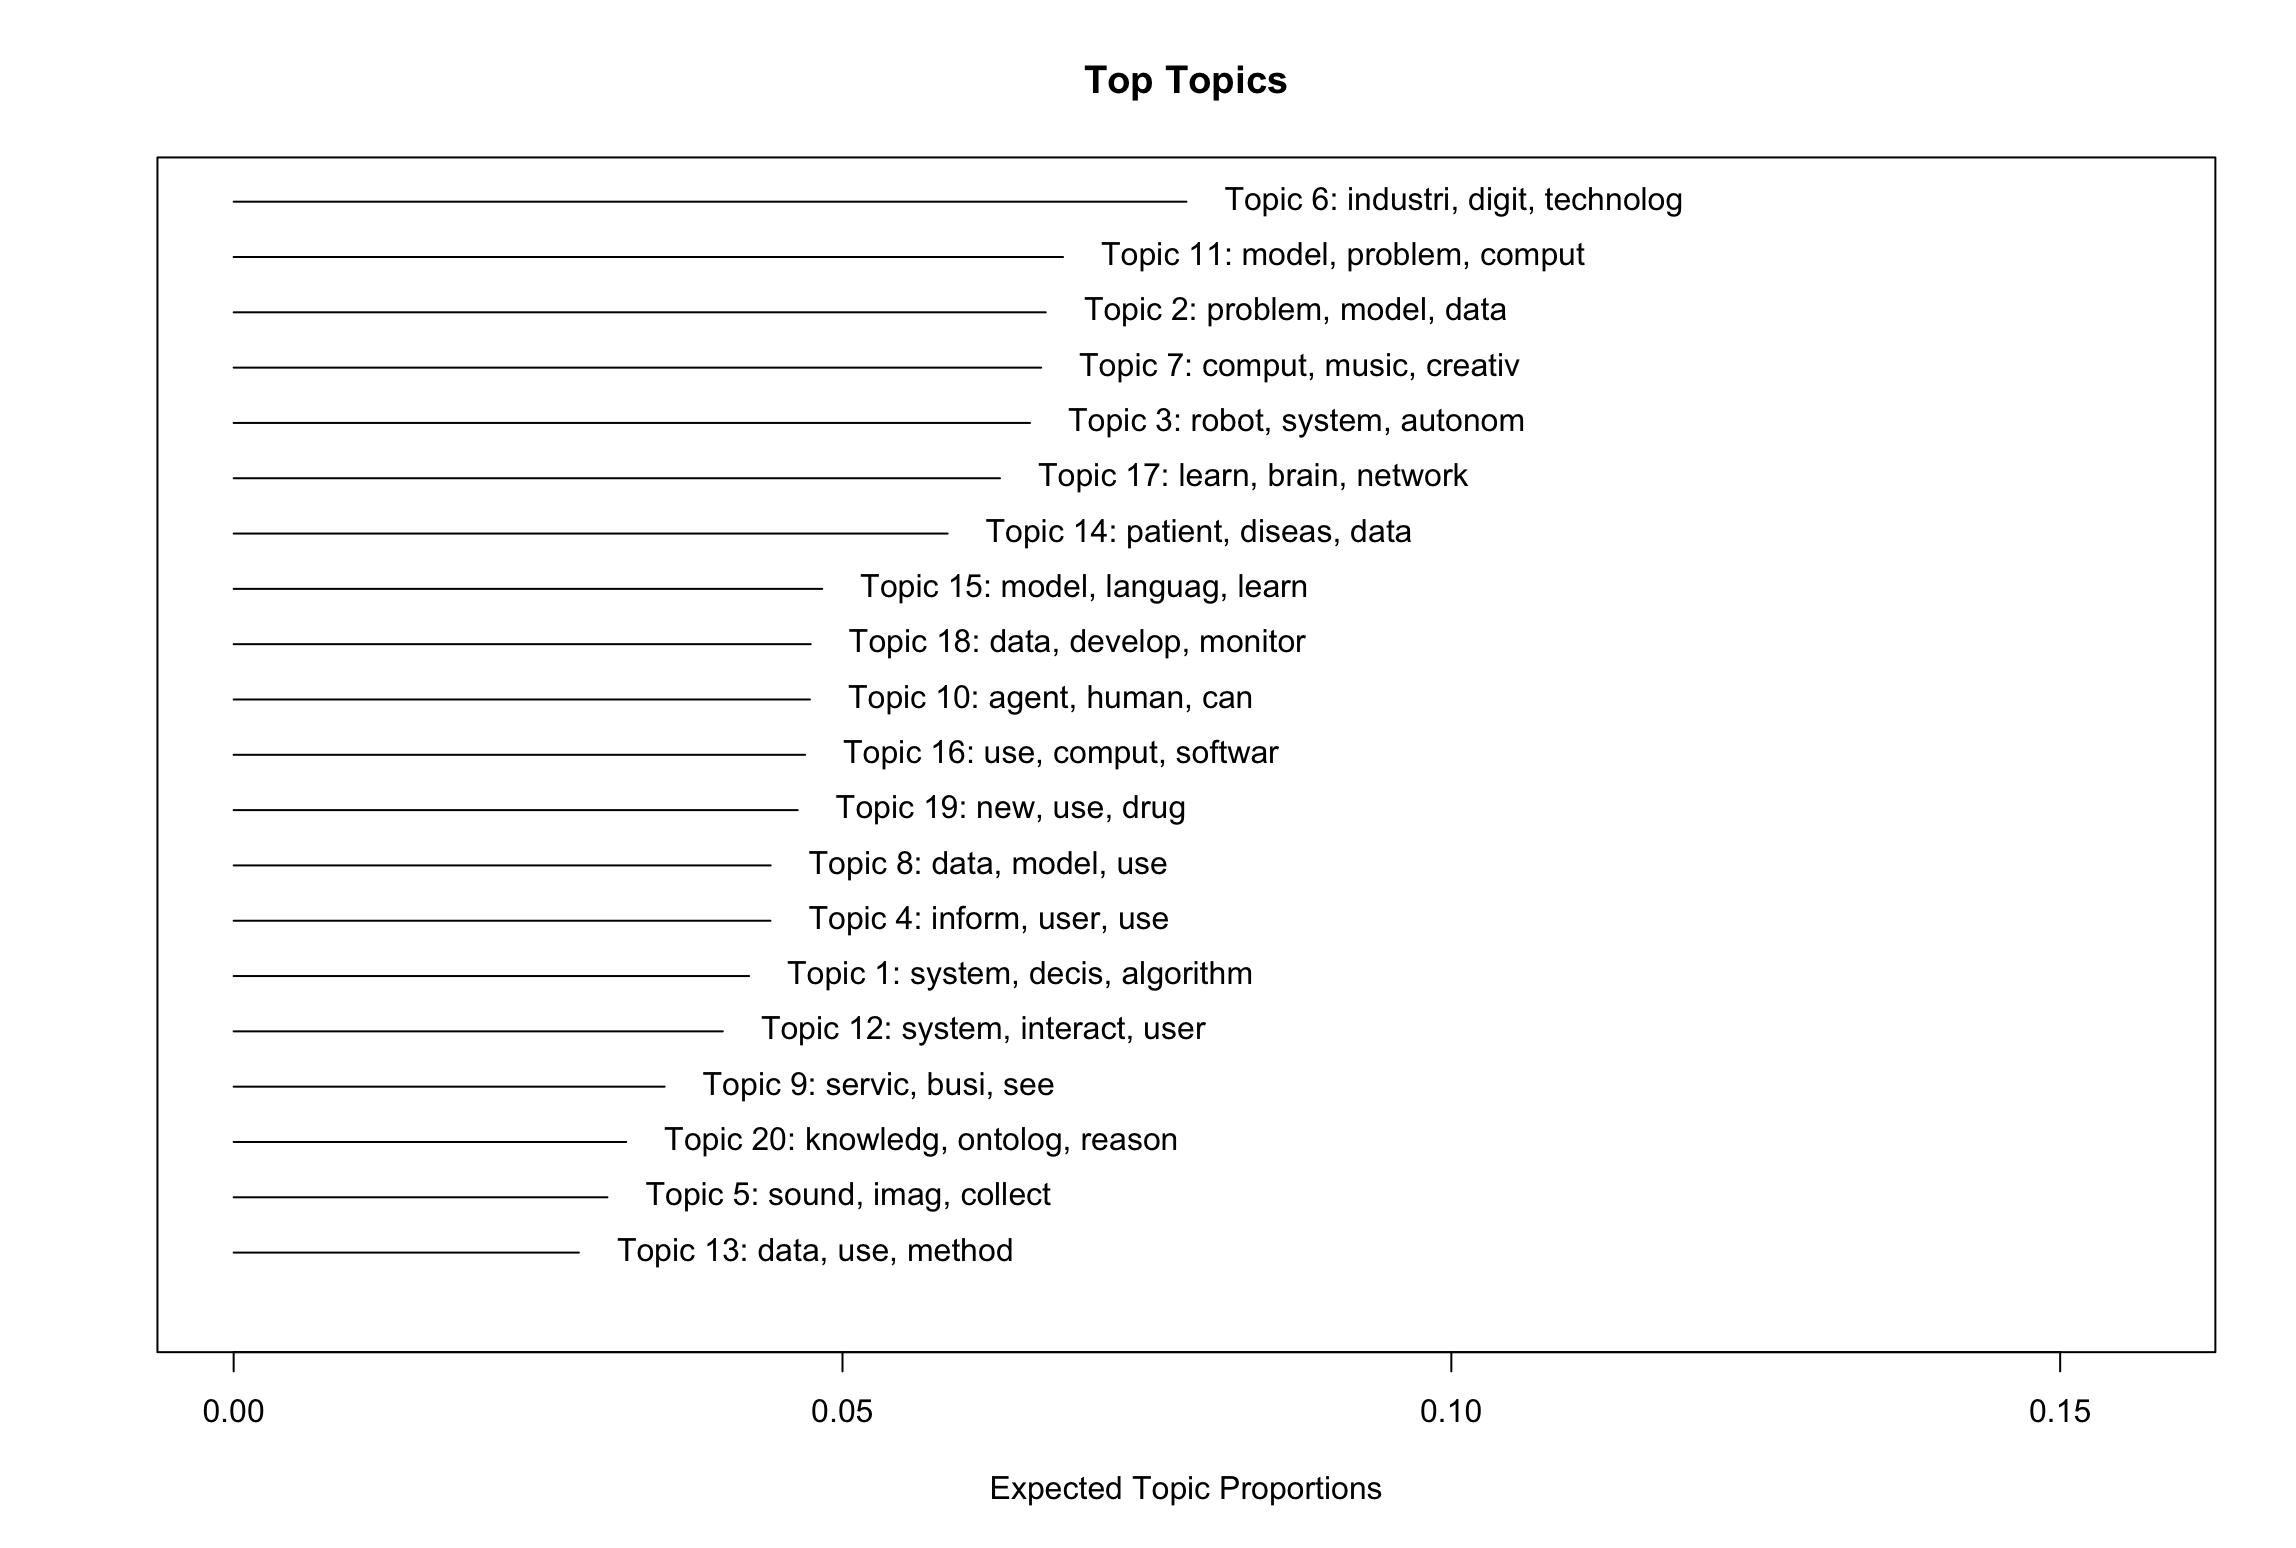 Top Topics
Topic 6: industri, digit, technolog
Topic 11: model, problem, comput
Topic 2: problem, model, data
Topic 7: comput, music, creativ
Topic 3: robot, system, autonom
Topic 17: learn, brain, network
Topic 14: patient, diseas, data
Topic 15: model, languag, learn
Topic 18: data, develop, monitor
Topic 10: agent, human, can
Topic 16: use, comput, softwar
Topic 19: new, use, drug
Topic 8: data, model, use
Topic 4: inform, user, use
Topic 1: system, decis, algorithm
Topic 12: system, interact, user
Topic 9: servic, busi, see
Topic 20: knowledg, ontolog, reason
Topic 5: sound, imag, collect
Topic 13: data, use, method
0.00 0.05 0.10 0.15
Expected Topic Proportions